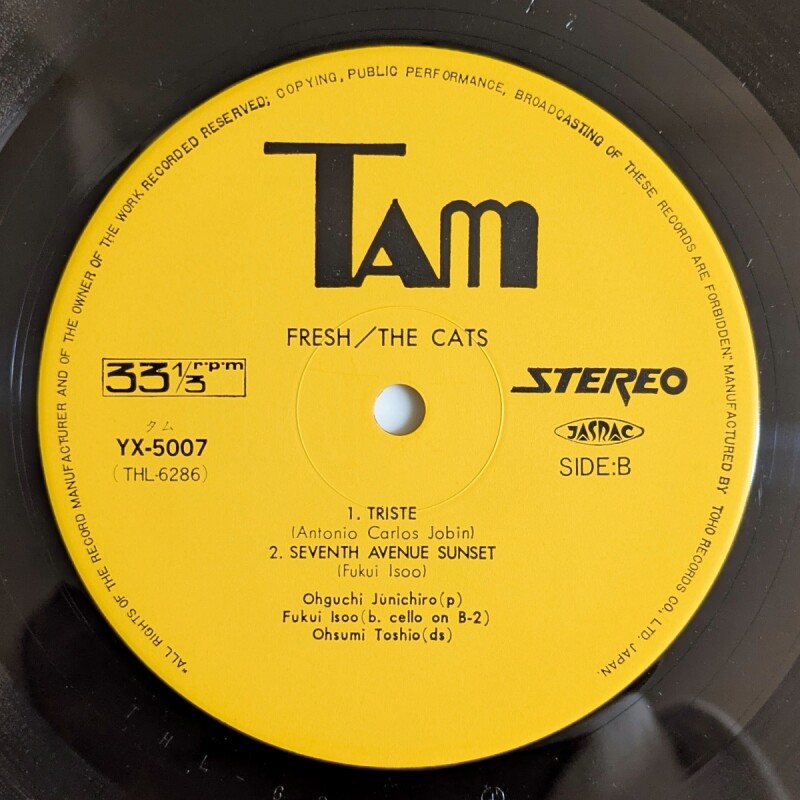 "ALL RIGHTS OF THE RECORD MANUFACTURER AND OF THE OWNER OF THE WORK RECORDED RESERVED; COPYING, PUBLIC PERFORMANCE, BROADCASTING OF THESE RECORDS ARE FORBIDDEN." MANUFACTURED BY TOHO RECORDS CO., LTD. JAPAN.
TAM
FRESH/THE CATS
33 1/3 r·p·m
STEREO
タム
YX-5007
(THL-6286)
JASRAC
SIDE:B
1. TRISTE
(Antonio Carlos Jobin)
2. SEVENTH AVENUE SUNSET
(Fukui Isoo)
Ohguchi Junichiro(p)
Fukui Isoo(b. cello on B-2)
Ohsumi Toshio(ds)